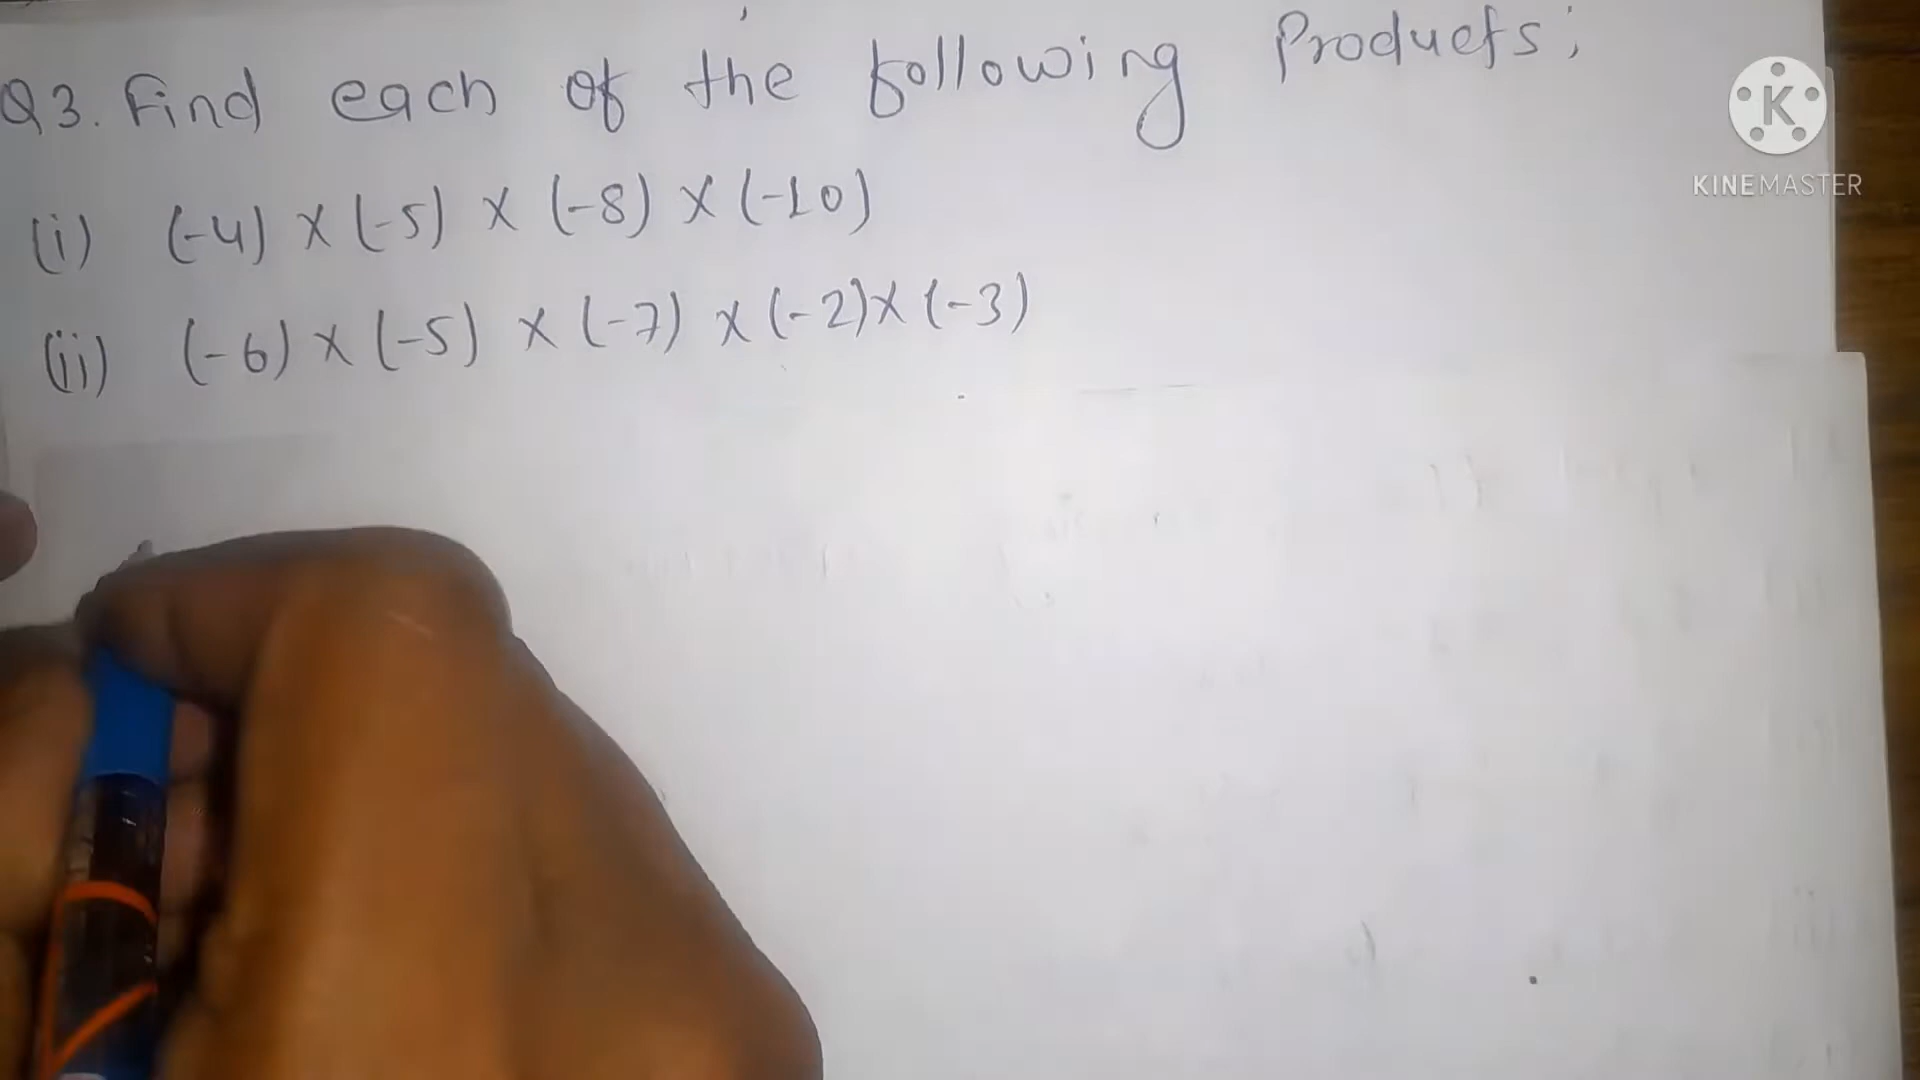 Q3. Find each of the following Products;
(i) (-4) × (-5) × (-8) × (-10)
(ii) (-6) × (-5) × (-7) × (-2) × (-3)
K
KINEMASTER